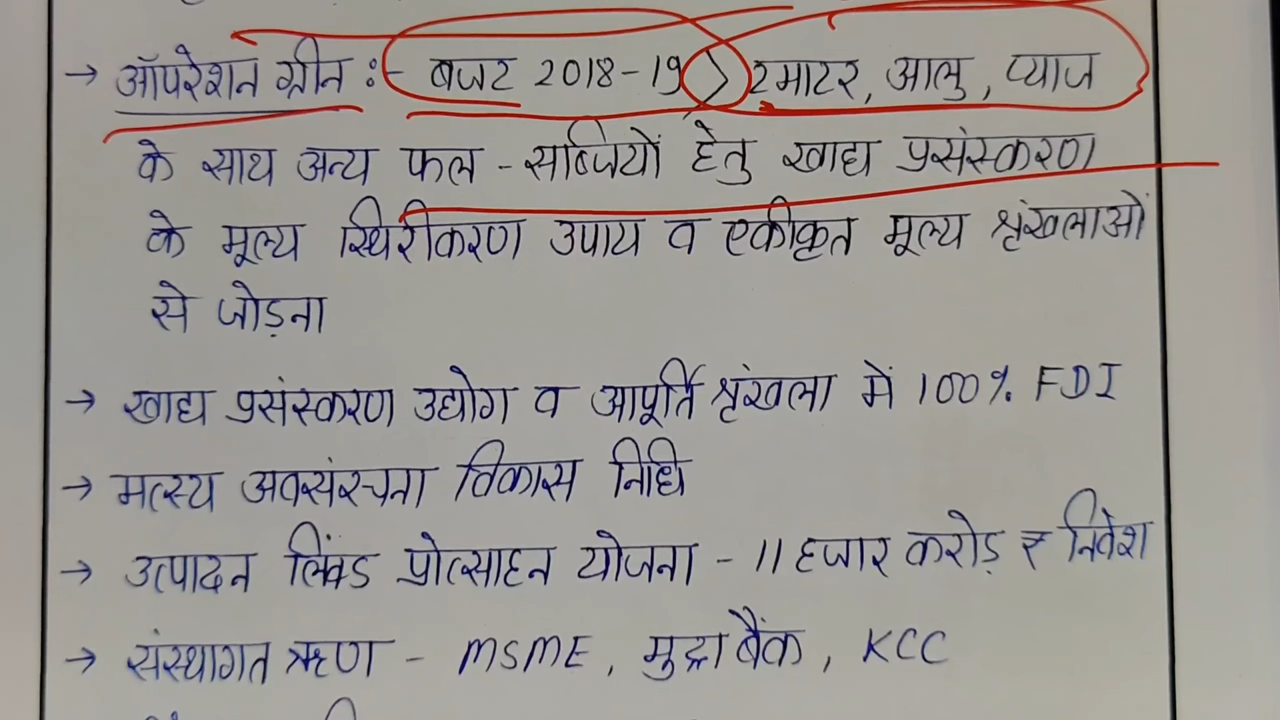 → ऑपरेशन ग्रीन :- बजट 2018-19 > टमाटर, आलु, प्याज
के साथ अन्य फल - सब्जियों हेतु खाद्य प्रसंस्करण
के मूल्य स्थिरीकरण उपाय व एकीकृत मूल्य श्रृंखलाओं
से जोड़ना
→ खाद्य प्रसंस्करण उद्योग व आपूर्ति श्रृंखला में 100% FDI
→ मत्स्य अवसंरचना विकास निधि
→ उत्पादन लिंक्ड प्रोत्साहन योजना - 11 हजार करोड़ ₹ निवेश
→ संस्थागत ऋण - MSME, मुद्रा बैंक, KCC